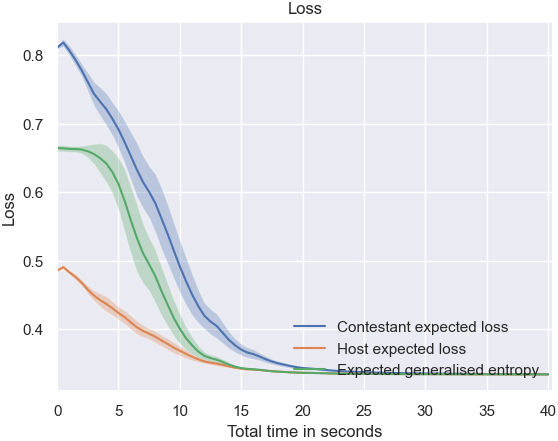 Loss
0.8
0.7
0.6
0.5
0.4
Loss
Contestant expected loss
Host expected loss
Expected generalised entropy
0 5 10 15 20 25 30 35 40
Total time in seconds